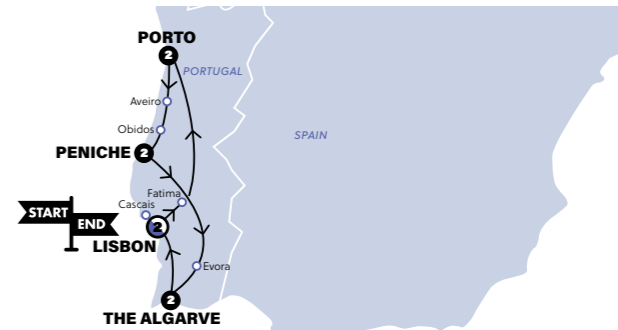 PORTO
2
PORTUGAL
Aveiro
Obidos
SPAIN
PENICHE
2
Fatima
Cascais
START
END
2
LISBON
Evora
2
THE ALGARVE